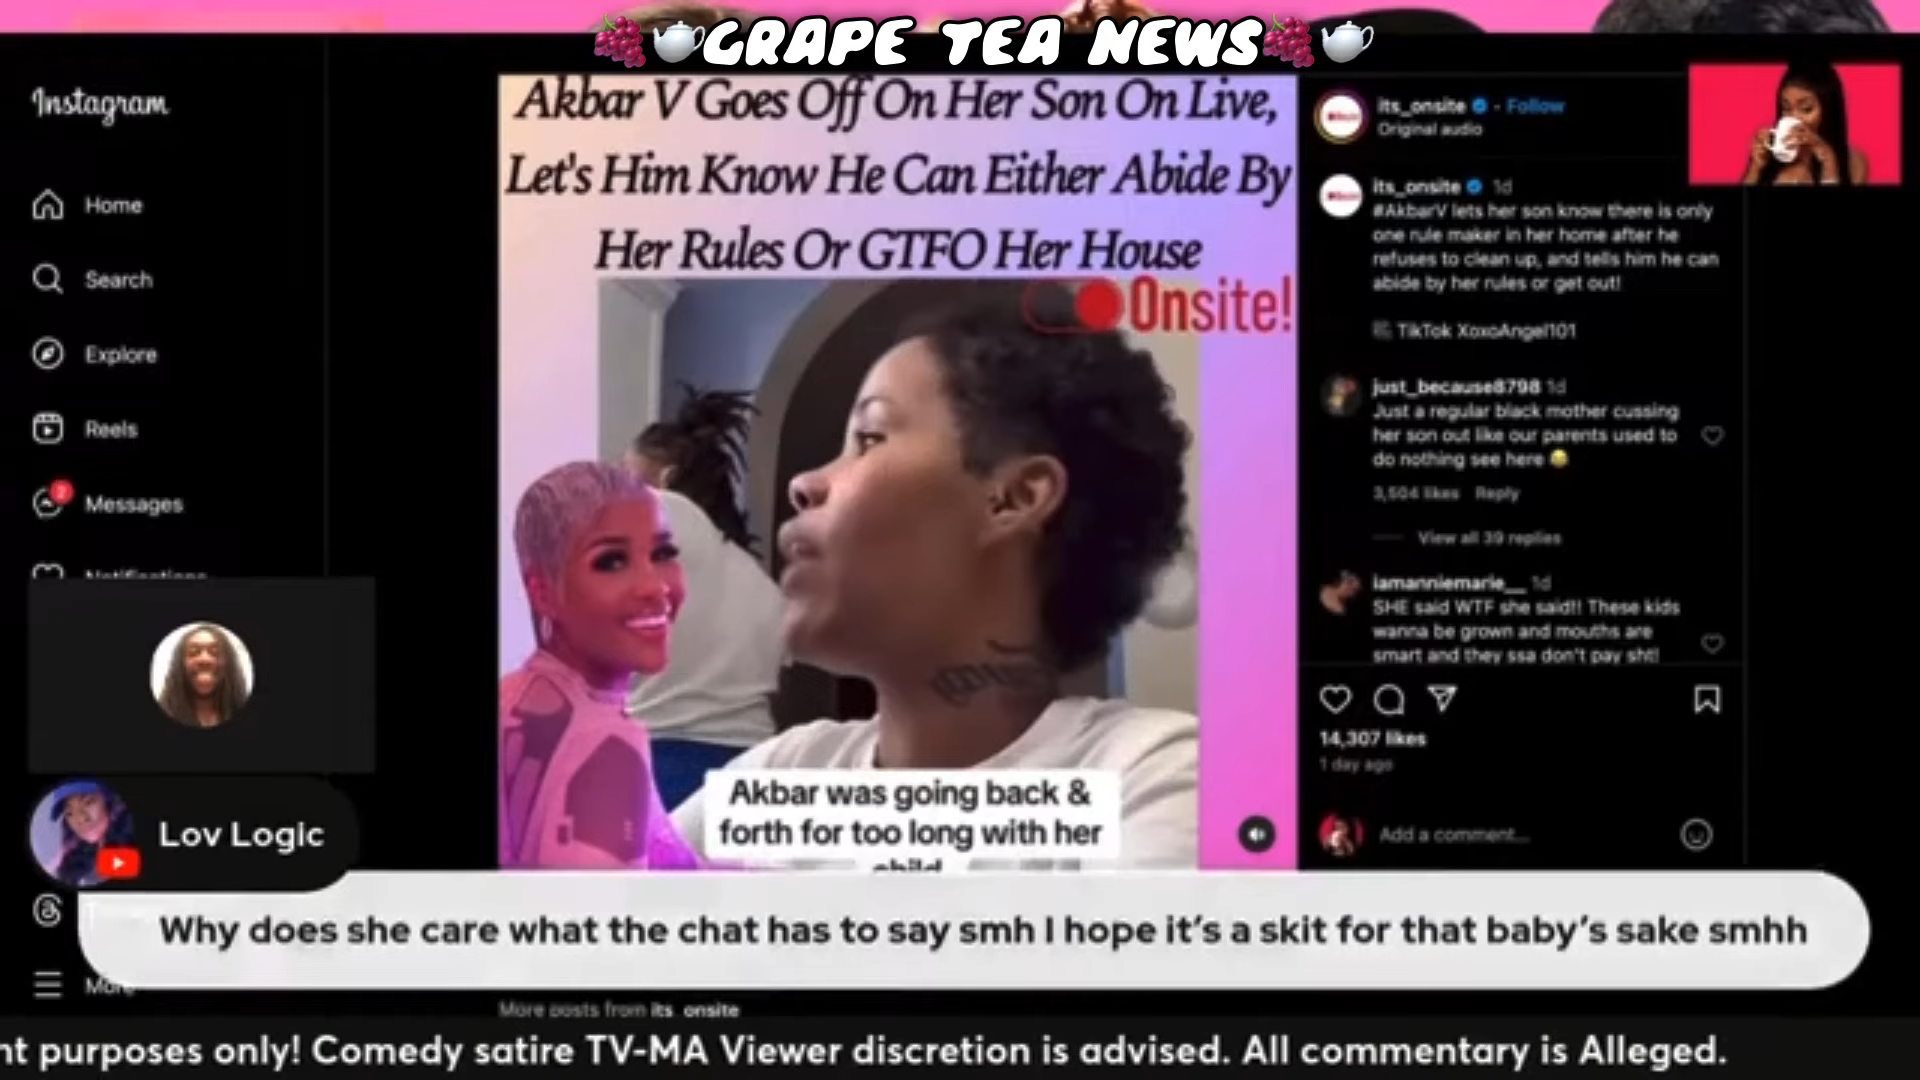 GRAPE TEA NEWS
Instagram
Home
Search
Explore
Reels
2
Messages
Notifications
More
Akbar V Goes Off On Her Son On Live,
Let's Him Know He Can Either Abide By
Her Rules Or GTFO Her House
Onsite!
Akbar was going back &
forth for too long with her
child
its_onsite - Follow
Original audio
its_onsite 1d
#AkbarV lets her son know there is only
one rule maker in her home after he
refuses to clean up, and tells him he can
abide by her rules or get out!
TikTok XoxoAngel101
just_because8798 1d
Just a regular black mother cussing
her son out like our parents used to
do nothing see here 😂
3,504 likes Reply
View all 39 replies
iamanniemarie__ 1d
SHE said WTF she said!! These kids
wanna be grown and mouths are
smart and they ssa don't pay sht!
14,307 likes
1 day ago
Add a comment...
Lov Logic
Why does she care what the chat has to say smh I hope it's a skit for that baby's sake smhh
More posts from its_onsite
nt purposes only! Comedy satire TV-MA Viewer discretion is advised. All commentary is Alleged.